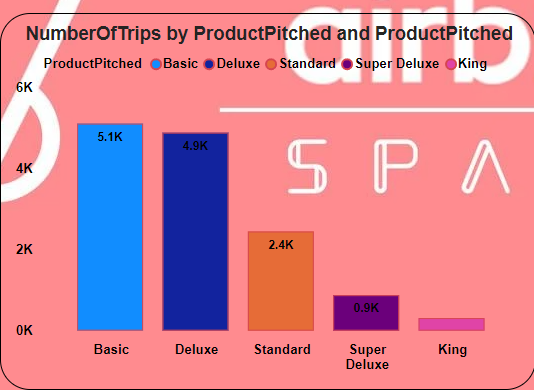 NumberOfTrips by ProductPitched and ProductPitched
ProductPitched Basic Deluxe Standard Super Deluxe King
6K
4K
2K
0K
5.1K
4.9K
2.4K
0.9K
Basic Deluxe Standard Super Deluxe King
airb
SPA